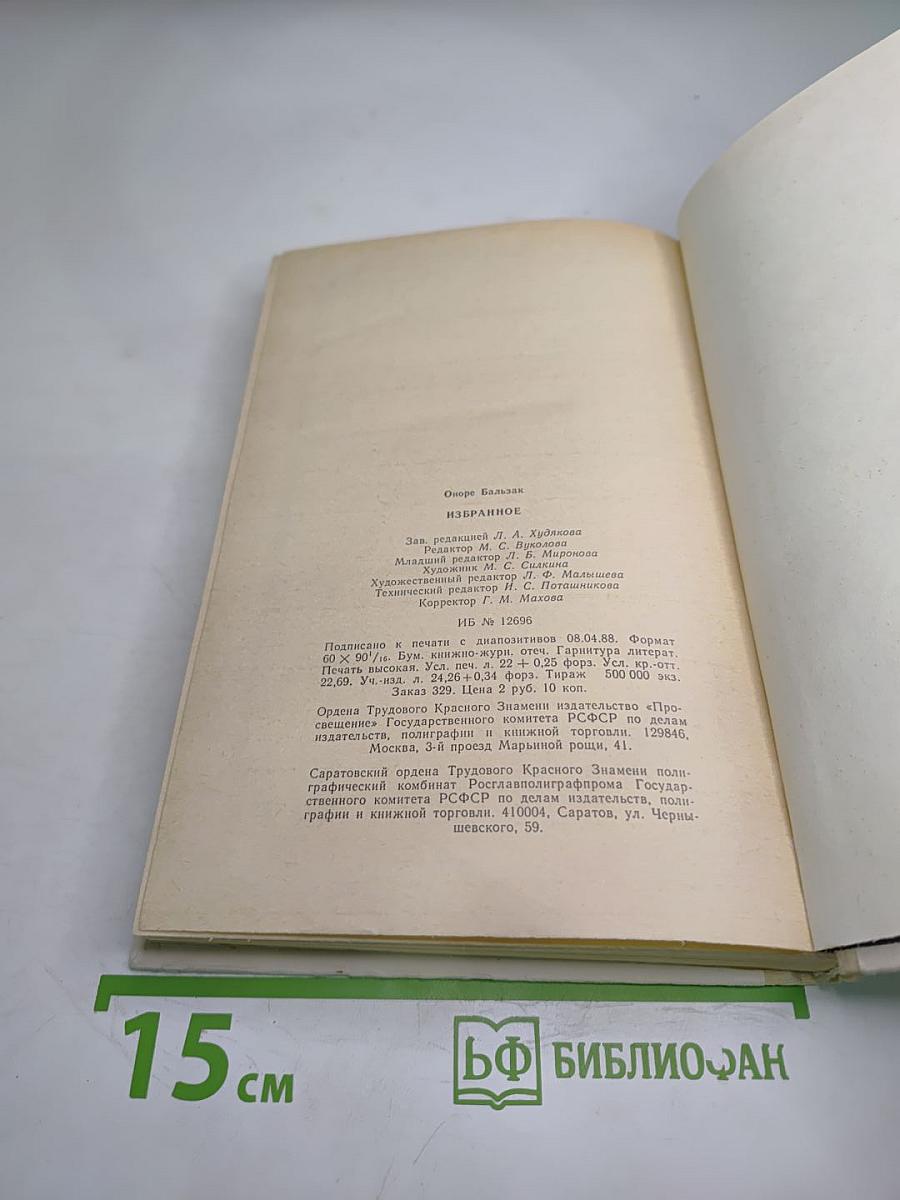 Оноре Бальзак
ИЗБРАННОЕ
Зав. редакцией Л. А. Худякова
Редактор М. С. Вуколова
Младший редактор Л. Б. Миронова
Художник М. С. Силкина
Художественный редактор Л. Ф. Малышева
Технический редактор И. С. Поташникова
Корректор Г. М. Махова
ИБ № 12696
Подписано к печати с диапозитивов 08.04.88. Формат
60 × 90¹/₁₆. Бум. книжно-журн. отеч. Гарнитура литерат.
Печать высокая. Усл. печ. л. 22 + 0,25 форз. Усл. кр.-отт.
22,69. Уч.-изд. л. 24,26+0,34 форз. Тираж 500 000 экз.
Заказ 329. Цена 2 руб. 10 коп.
Ордена Трудового Красного Знамени издательство «Про-
свещение» Государственного комитета РСФСР по делам
издательств, полиграфии и книжной торговли. 129846,
Москва, 3-й проезд Марьиной рощи, 41.
Саратовский ордена Трудового Красного Знамени поли-
графический комбинат Росглавполиграфпрома Государ-
ственного комитета РСФСР по делам издательств, поли-
графии и книжной торговли. 410004, Саратов, ул. Черны-
шевского, 59.
15 см
БФ БИБЛИОФАН